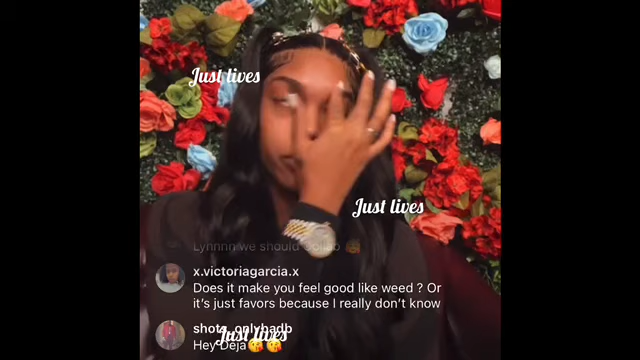 Just lives
Just lives
Lynnnn we should Collab
x.victoriagarcia.x
Does it make you feel good like weed ? Or
it's just favors because I really don't know
Just lives
Hey Deja